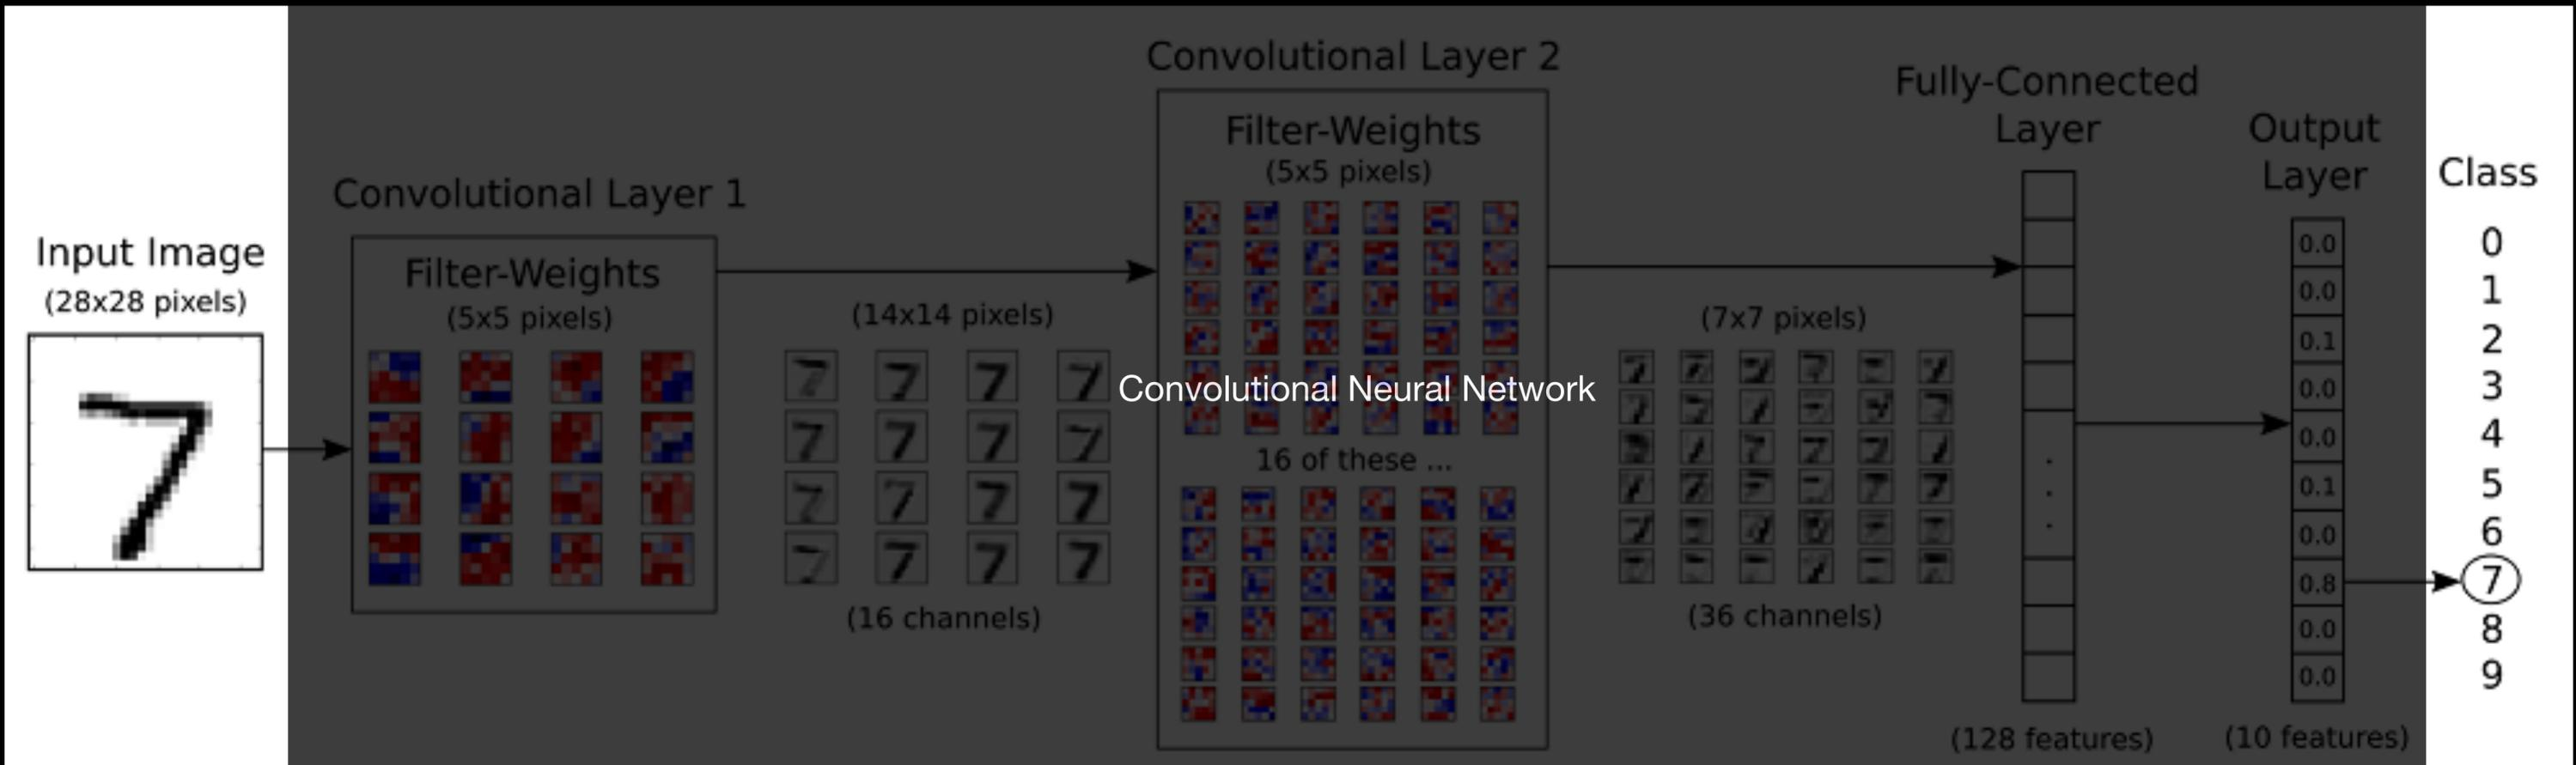 Input Image
(28x28 pixels)
Convolutional Layer 1
Filter-Weights
(5x5 pixels)
(14x14 pixels)
(16 channels)
Convolutional Layer 2
Filter-Weights
(5x5 pixels)
Convolutional Neural Network
16 of these ...
(7x7 pixels)
(36 channels)
Fully-Connected
Layer
(128 features)
Output
Layer
0.0
0.0
0.1
0.0
0.0
0.1
0.0
0.8
0.0
0.0
(10 features)
Class
0
1
2
3
4
5
6
7
8
9